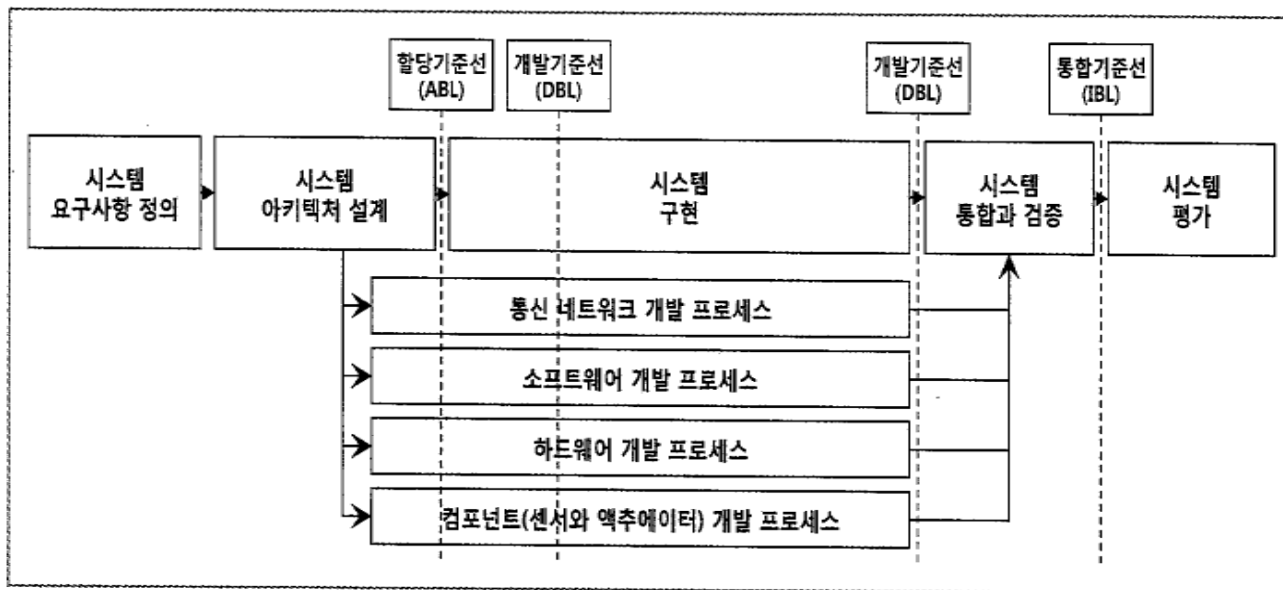 할당기준선
(ABL)
개발기준선
(DBL)
개발기준선
(DBL)
통합기준선
(IBL)
시스템
요구사항 정의
시스템
아키텍처 설계
시스템
구현
시스템
통합과 검증
시스템
평가
통신 네트워크 개발 프로세스
소프트웨어 개발 프로세스
하드웨어 개발 프로세스
컴포넌트(센서와 액추에이터) 개발 프로세스